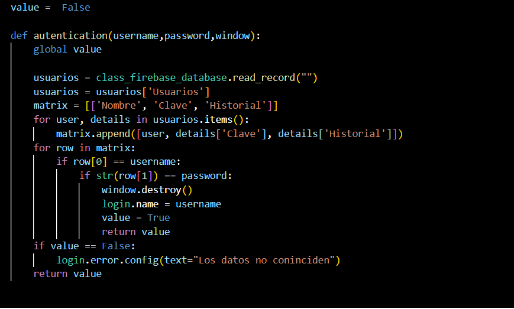 value =  False
def autentication(username,password,window):
global value
usuarios = class_firebase_database.read_record("")
usuarios = usuarios['Usuarios']
matrix = [['Nombre', 'Clave', 'Historial']]
for user, details in usuarios.items():
matrix.append([user, details['Clave'], details['Historial']])
for row in matrix:
if row[0] == username:
if str(row[1]) == password:
window.destroy()
login.name = username
value = True
return value
if value == False:
login.error.config(text="Los datos no coninciden")
return value